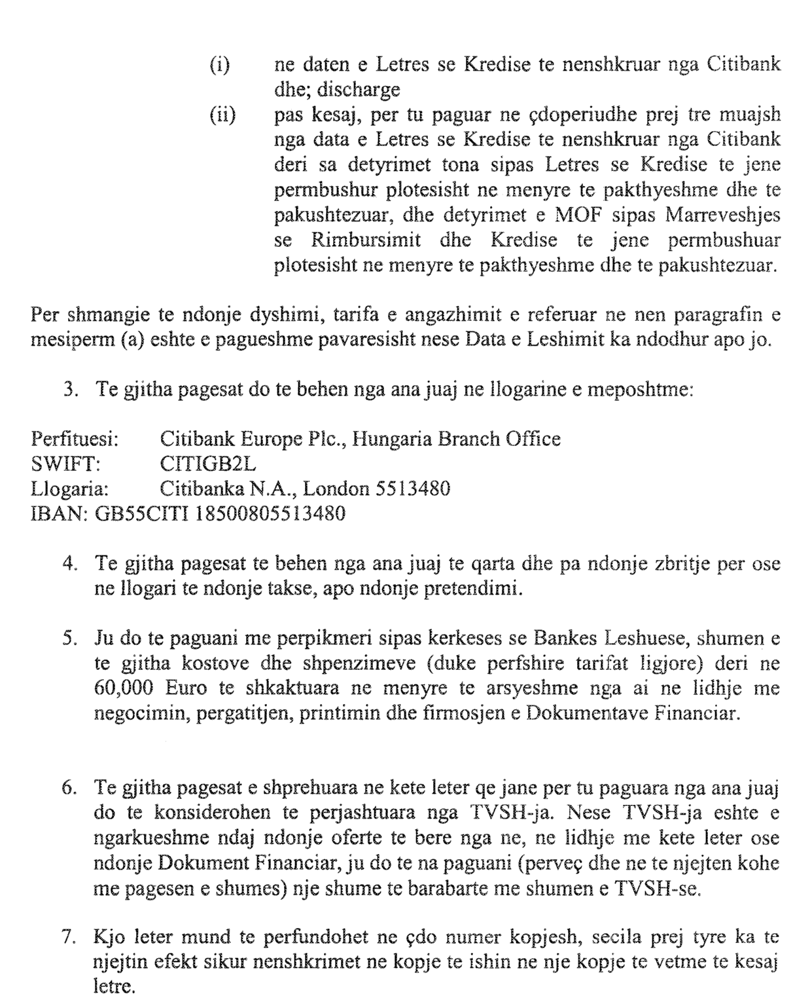 (i) ne daten e Letres se Kredise te nenshkruar nga Citibank
dhe; discharge
(ii) pas kesaj, per tu paguar ne çdoperiudhe prej tre muajsh
nga data e Letres se Kredise te nenshkruar nga Citibank
deri sa detyrimet tona sipas Letres se Kredise te jene
permbushur plotesisht ne menyre te pakthyeshme dhe te
pakushtezuar, dhe detyrimet e MOF sipas Marreveshjes
se Rimbursimit dhe Kredise te jene permbushuar
plotesisht ne menyre te pakthyeshme dhe te pakushtezuar.
Per shmangie te ndonje dyshimi, tarifa e angazhimit e referuar ne nen paragrafin e
mesiperm (a) eshte e pagueshme pavaresisht nese Data e Leshimit ka ndodhur apo jo.
3. Te gjitha pagesat do te behen nga ana juaj ne llogarine e meposhtme:
Perfituesi: Citibank Europe Plc., Hungaria Branch Office
SWIFT: CITIGB2L
Llogaria: Citibanka N.A., London 5513480
IBAN: GB55CITI 18500805513480
4. Te gjitha pagesat te behen nga ana juaj te qarta dhe pa ndonje zbritje per ose
ne llogari te ndonje takse, apo ndonje pretendimi.
5. Ju do te paguani me perpikmeri sipas kerkeses se Bankes Leshuese, shumen e
te gjitha kostove dhe shpenzimeve (duke perfshire tarifat ligjore) deri ne
60,000 Euro te shkaktuara ne menyre te arsyeshme nga ai ne lidhje me
negocimin, pergatitjen, printimin dhe firmosjen e Dokumentave Financiar.
6. Te gjitha pagesat e shprehuara ne kete leter qe jane per tu paguara nga ana juaj
do te konsiderohen te perjashtuara nga TVSH-ja. Nese TVSH-ja eshte e
ngarkueshme ndaj ndonje oferte te bere nga ne, ne lidhje me kete leter ose
ndonje Dokument Financiar, ju do te na paguani (perveç dhe ne te njejten kohe
me pagesen e shumes) nje shume te barabarte me shumen e TVSH-se.
7. Kjo leter mund te perfundohet ne çdo numer kopjesh, secila prej tyre ka te
njejtin efekt sikur nenshkrimet ne kopje te ishin ne nje kopje te vetme te kesaj
letre.